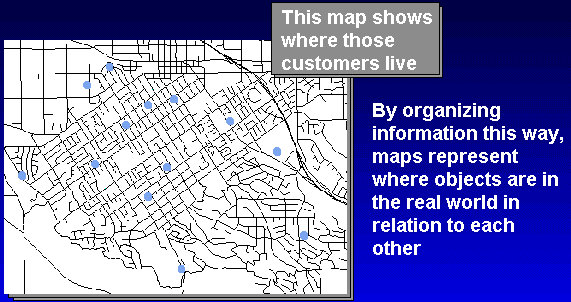 This map shows
where those
customers live
By organizing
information this way,
maps represent
where objects are in
the real world in
relation to each
other